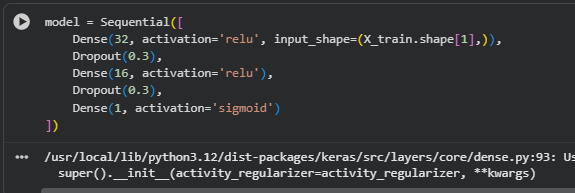 model = Sequential([
    Dense(32, activation='relu', input_shape=(X_train.shape[1],)),
    Dropout(0.3),
    Dense(16, activation='relu'),
    Dropout(0.3),
    Dense(1, activation='sigmoid')
])
/usr/local/lib/python3.12/dist-packages/keras/src/layers/core/dense.py:93: Us
  super().__init__(activity_regularizer=activity_regularizer, **kwargs)